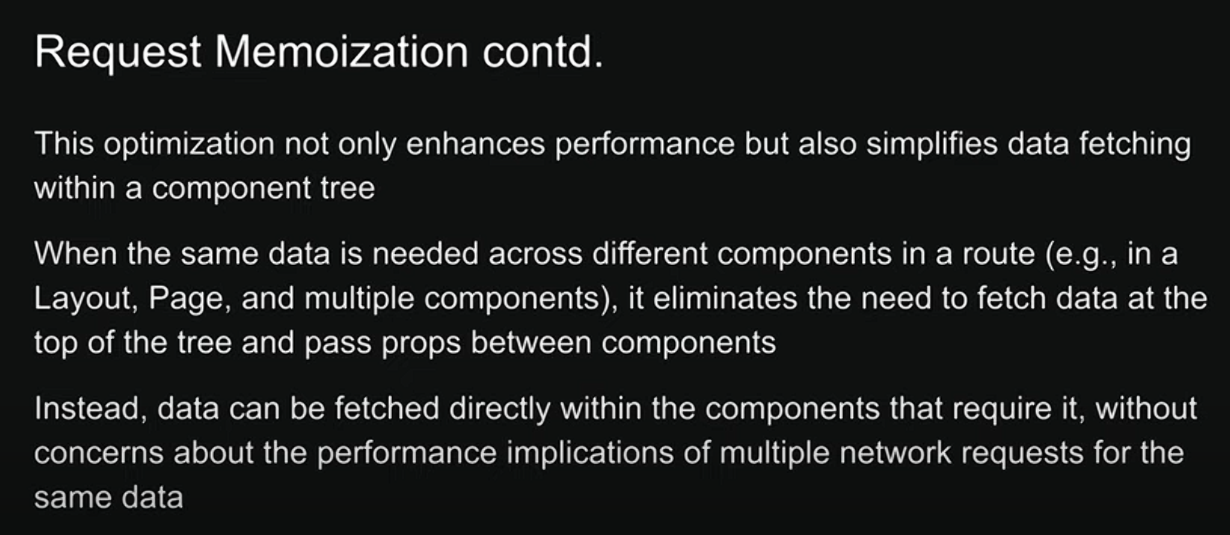 Request Memoization contd.
This optimization not only enhances performance but also simplifies data fetching
within a component tree
When the same data is needed across different components in a route (e.g., in a
Layout, Page, and multiple components), it eliminates the need to fetch data at the
top of the tree and pass props between components
Instead, data can be fetched directly within the components that require it, without
concerns about the performance implications of multiple network requests for the
same data